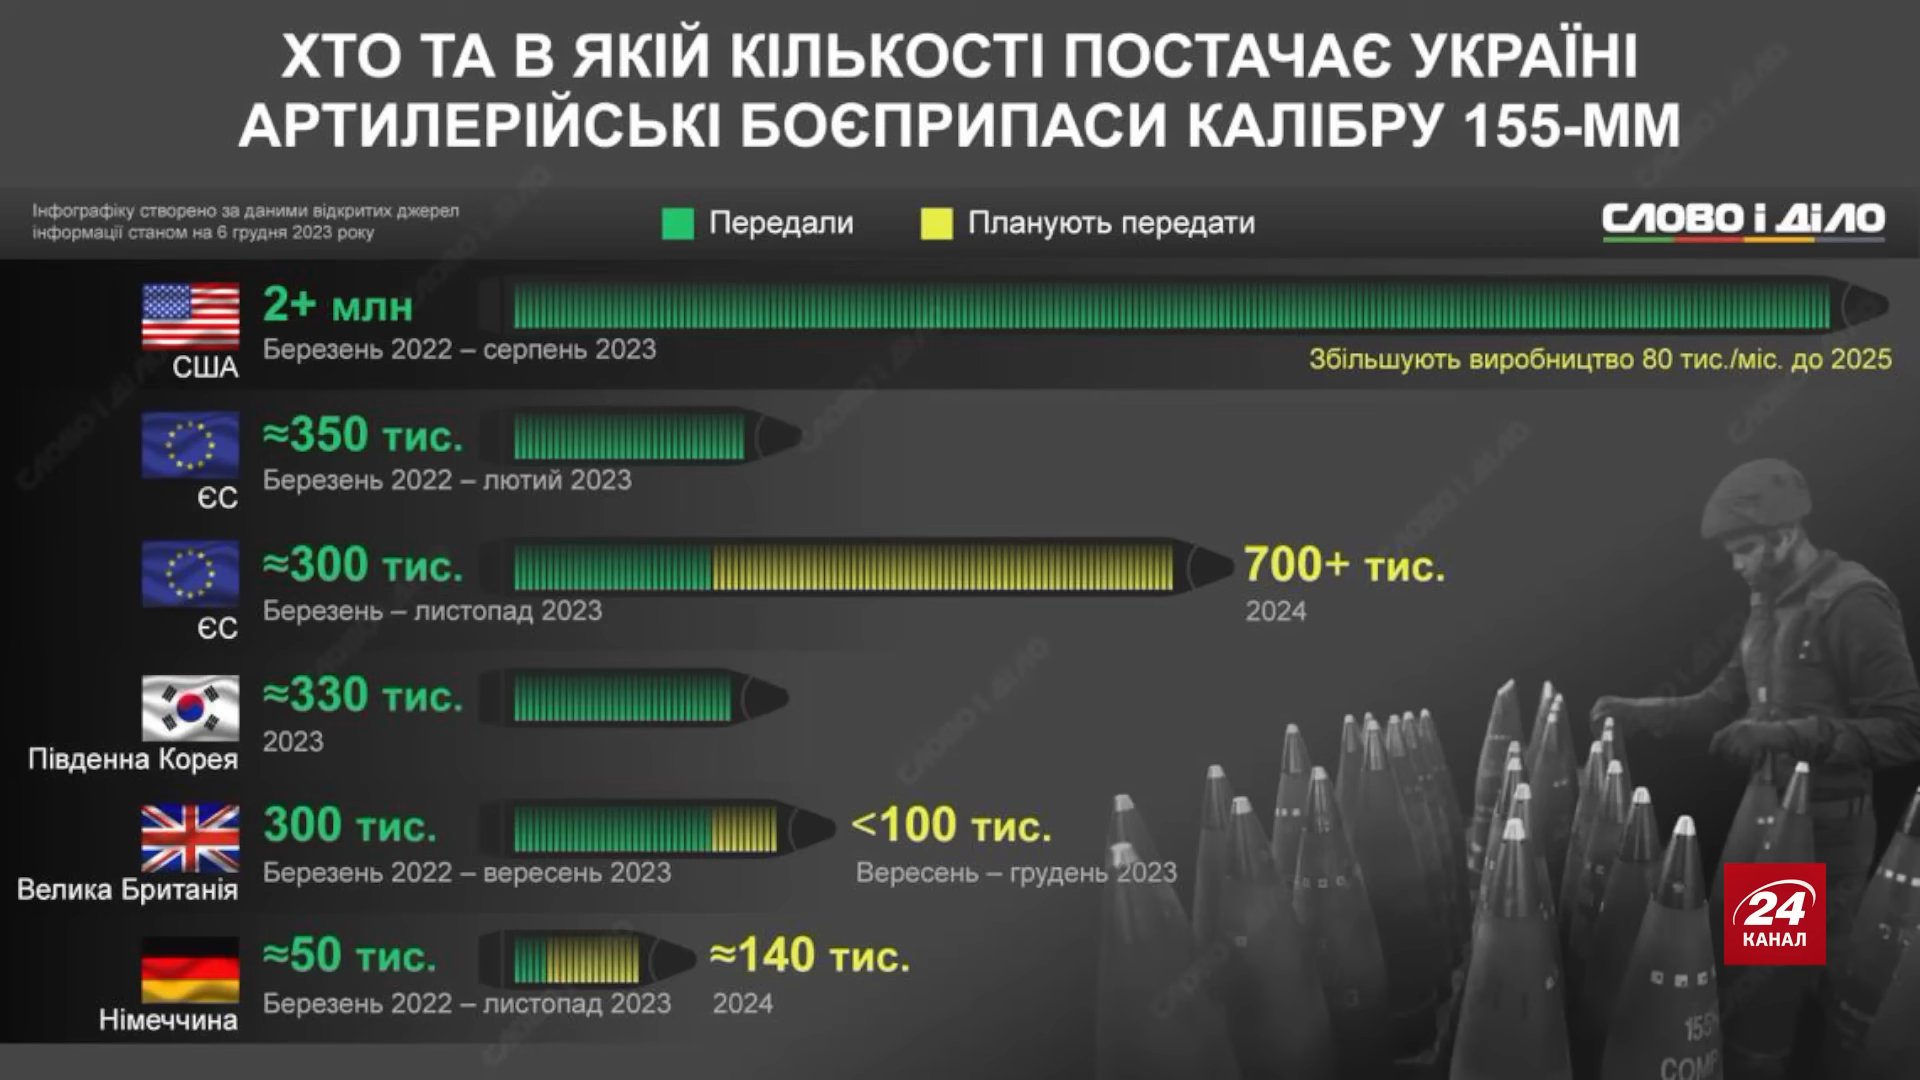 ХТО ТА В ЯКІЙ КІЛЬКОСТІ ПОСТАЧАЄ УКРАЇНІ
АРТИЛЕРІЙСЬКІ БОЄПРИПАСИ КАЛІБРУ 155-ММ
Інфографіку створено за даними відкритих джерел
інформації станом на 6 грудня 2023 року
Передали
Планують передати
СЛОВО і ДіЛО
2+ млн
Березень 2022 – серпень 2023
США
Збільшують виробництво 80 тис./міс. до 2025
≈350 тис.
Березень 2022 – лютий 2023
ЄС
≈300 тис.
Березень – листопад 2023
ЄС
700+ тис.
2024
≈330 тис.
2023
Південна Корея
300 тис.
Березень 2022 – вересень 2023
Велика Британія
<100 тис.
Вересень – грудень 2023
≈50 тис.
Березень 2022 – листопад 2023
Німеччина
≈140 тис.
2024
24
КАНАЛ
155
COMP